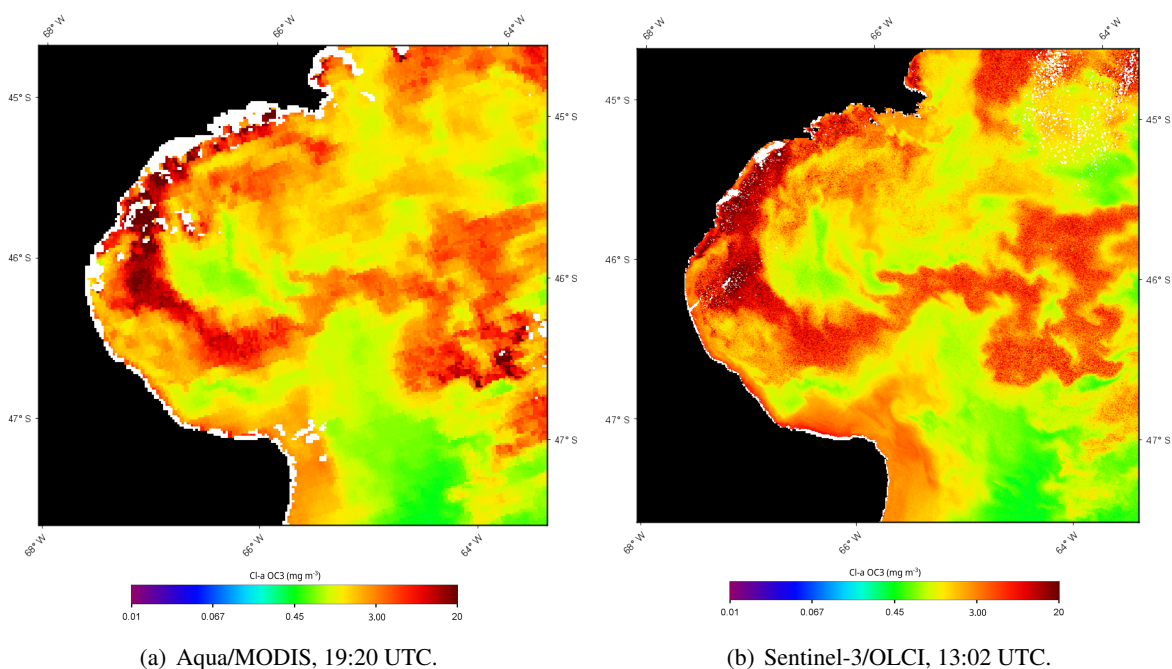 68° W 66° W 64° W
45° S 45° S
46° S 46° S
47° S 47° S
68° W 66° W 64° W
Cl-a OC3 (mg m⁻³)
0.01 0.067 0.45 3.00 20
(a) Aqua/MODIS, 19:20 UTC.
68° W 66° W 64° W
45° S 45° S
46° S 46° S
47° S 47° S
68° W 66° W 64° W
Cl-a OC3 (mg m⁻³)
0.01 0.067 0.45 3.00 20
(b) Sentinel-3/OLCI, 13:02 UTC.